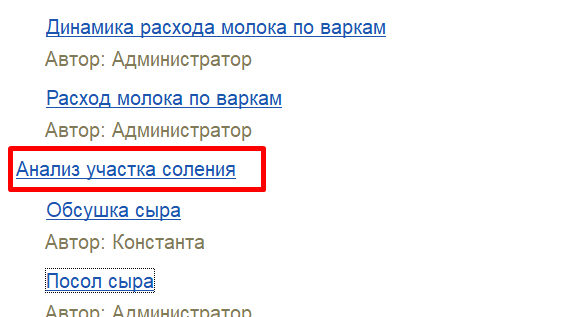 Динамика расхода молока по варкам
Автор: Администратор
Расход молока по варкам
Автор: Администратор
Анализ участка соления
Обсушка сыра
Автор: Константа
Посол сыра
Автор: Администратор